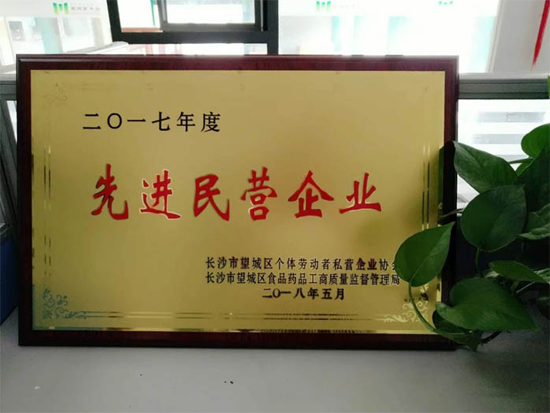 二〇一七年度
先进民营企业
长沙市望城区个体劳动者私营企业协会
长沙市望城区食品药品工商质量监督管理局
二〇一八年五月